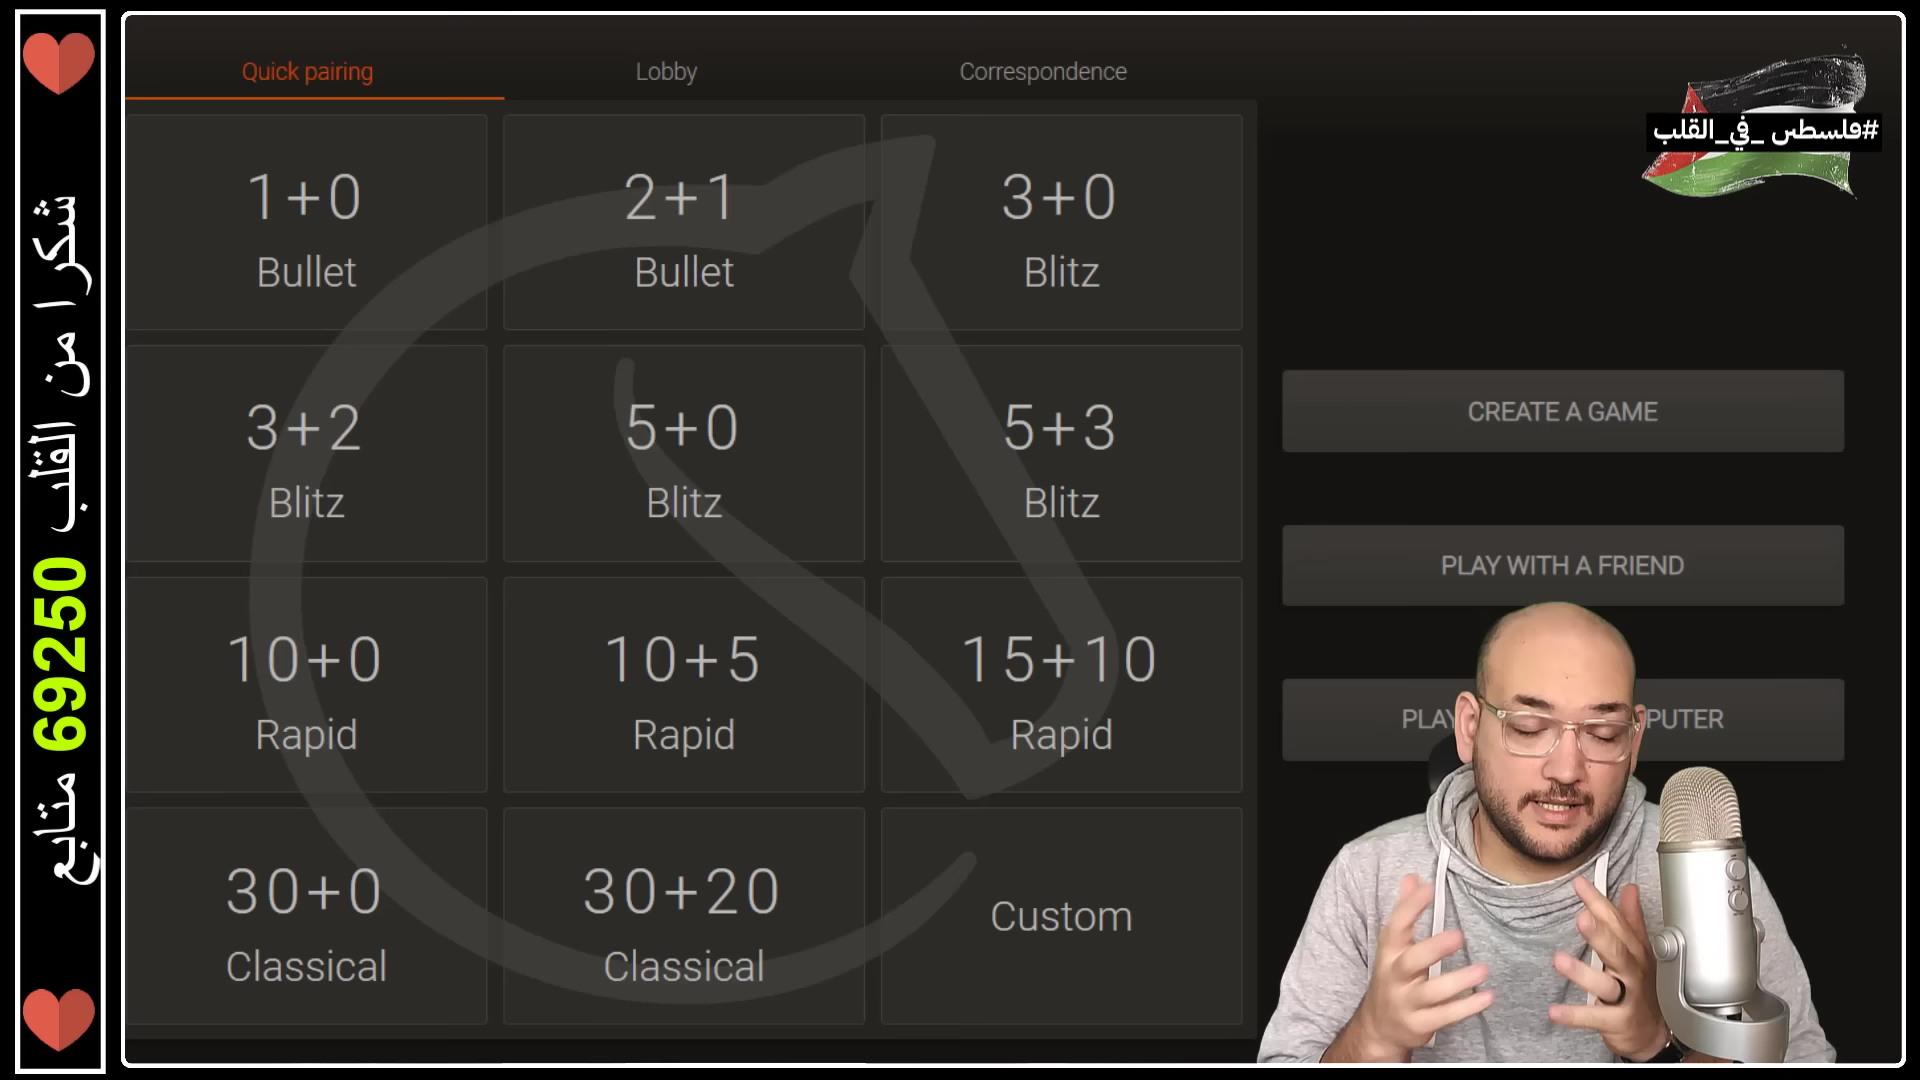 شكرا من القلب 69250 متابع
Quick pairing
Lobby
Correspondence
#فلسطين_في_القلب
1+0
Bullet
2+1
Bullet
3+0
Blitz
3+2
Blitz
5+0
Blitz
5+3
Blitz
10+0
Rapid
10+5
Rapid
15+10
Rapid
30+0
Classical
30+20
Classical
Custom
CREATE A GAME
PLAY WITH A FRIEND
PLAY
PUTER